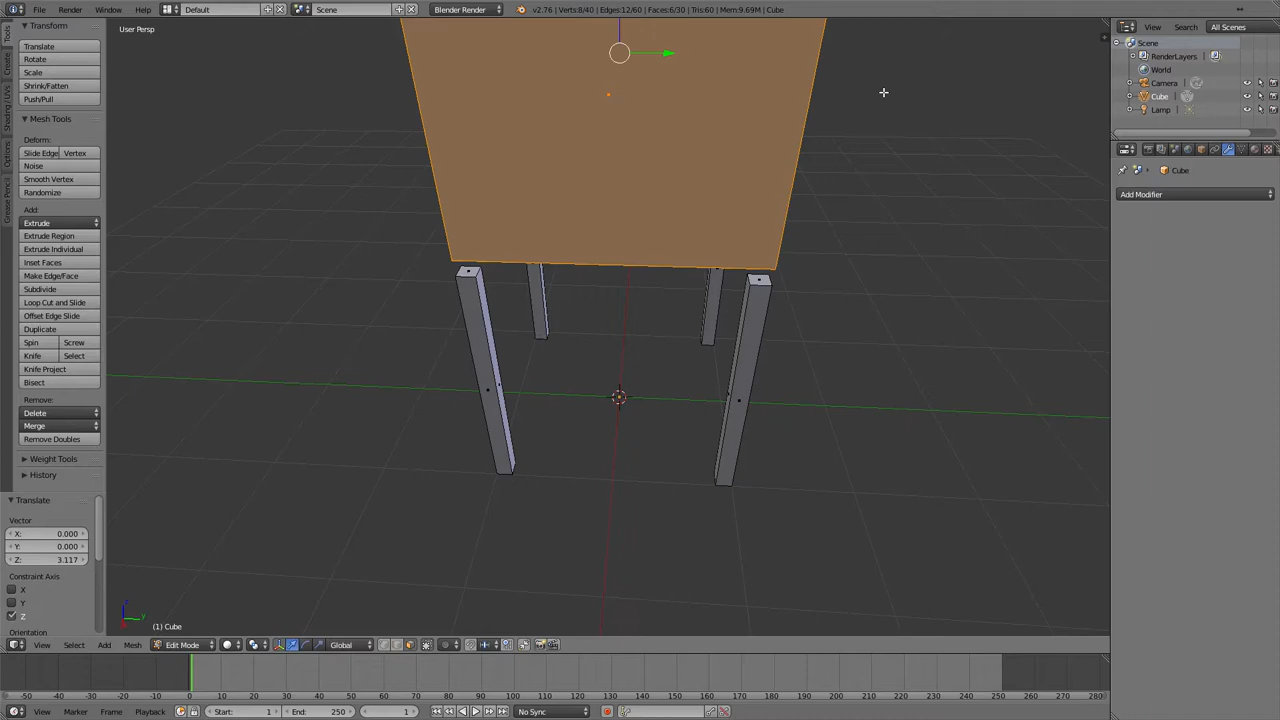 File Render Window Help Default Scene Blender Render v2.76 | Verts:8/40 | Edges:12/60 | Faces:6/30 | Tris:60 | Mem:9.69M | Cube
Tools
Create
Shading / UVs
Options
Grease Pencil
Transform
Translate
Rotate
Scale
Shrink/Fatten
Push/Pull
Mesh Tools
Deform:
Slide Edge Vertex
Noise
Smooth Vertex
Randomize
Add:
Extrude
Extrude Region
Extrude Individual
Inset Faces
Make Edge/Face
Subdivide
Loop Cut and Slide
Offset Edge Slide
Duplicate
Spin Screw
Knife Select
Knife Project
Bisect
Remove:
Delete
Merge
Remove Doubles
Weight Tools
History
Translate
Vector
X: 0.000
Y: 0.000
Z: 3.117
Constraint Axis
X
Y
Z
Orientation
User Persp
z
y
(1) Cube
View Search All Scenes
Scene
RenderLayers
World
Camera
Cube
Lamp
Cube
Add Modifier
View Select Add Mesh Edit Mode Global
-50 -40 -30 -20 -10 0 10 20 30 40 50 60 70 80 90 100 110 120 130 140 150 160 170 180 190 200 210 220 230 240 250 260 270 280
View Marker Frame Playback Start: 1 End: 250 1 No Sync